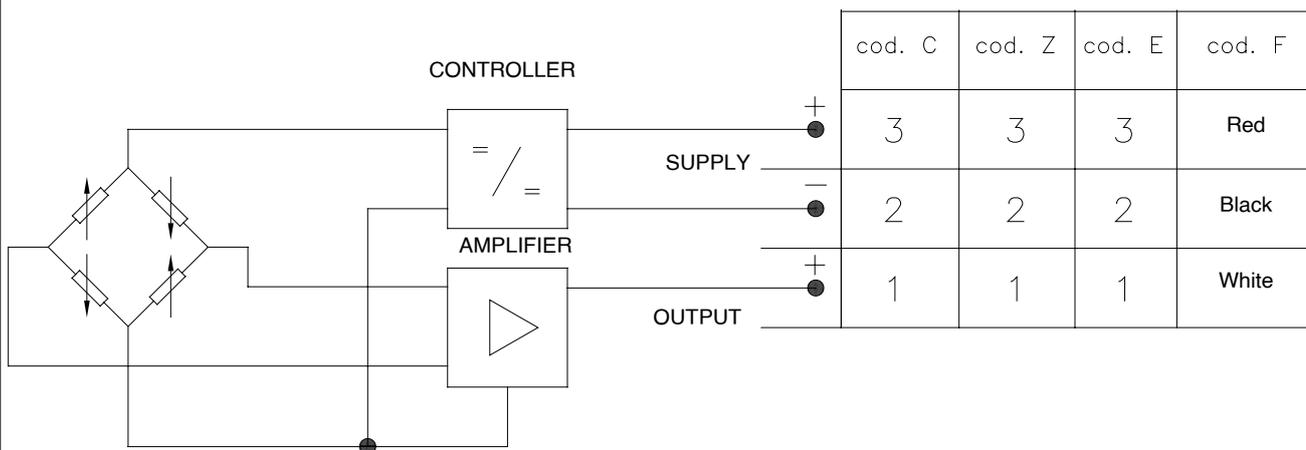 cod. C cod. Z cod. E cod. F
CONTROLLER
+
3 3 3 Red
= / =
SUPPLY
−
2 2 2 Black
AMPLIFIER
+
1 1 1 White
OUTPUT